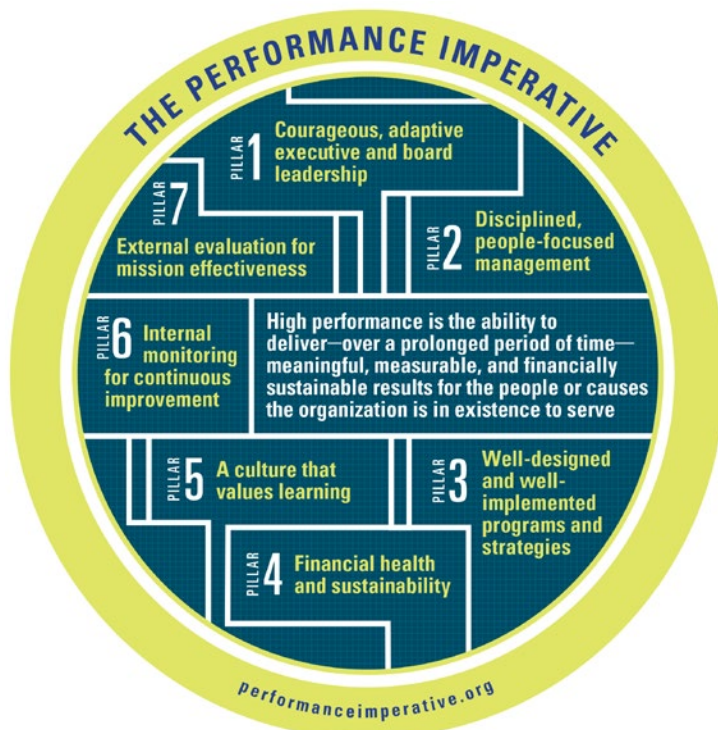 THE PERFORMANCE IMPERATIVE
PILLAR 1
Courageous, adaptive
executive and board
leadership
PILLAR 2
Disciplined,
people-focused
management
PILLAR 3
Well-designed
and well-
implemented
programs and
strategies
PILLAR 4
Financial health
and sustainability
PILLAR 5
A culture that
values learning
PILLAR 6
Internal
monitoring
for continuous
improvement
PILLAR 7
External evaluation for
mission effectiveness
High performance is the ability to
deliver—over a prolonged period of time—
meaningful, measurable, and financially
sustainable results for the people or causes
the organization is in existence to serve
performanceimperative.org